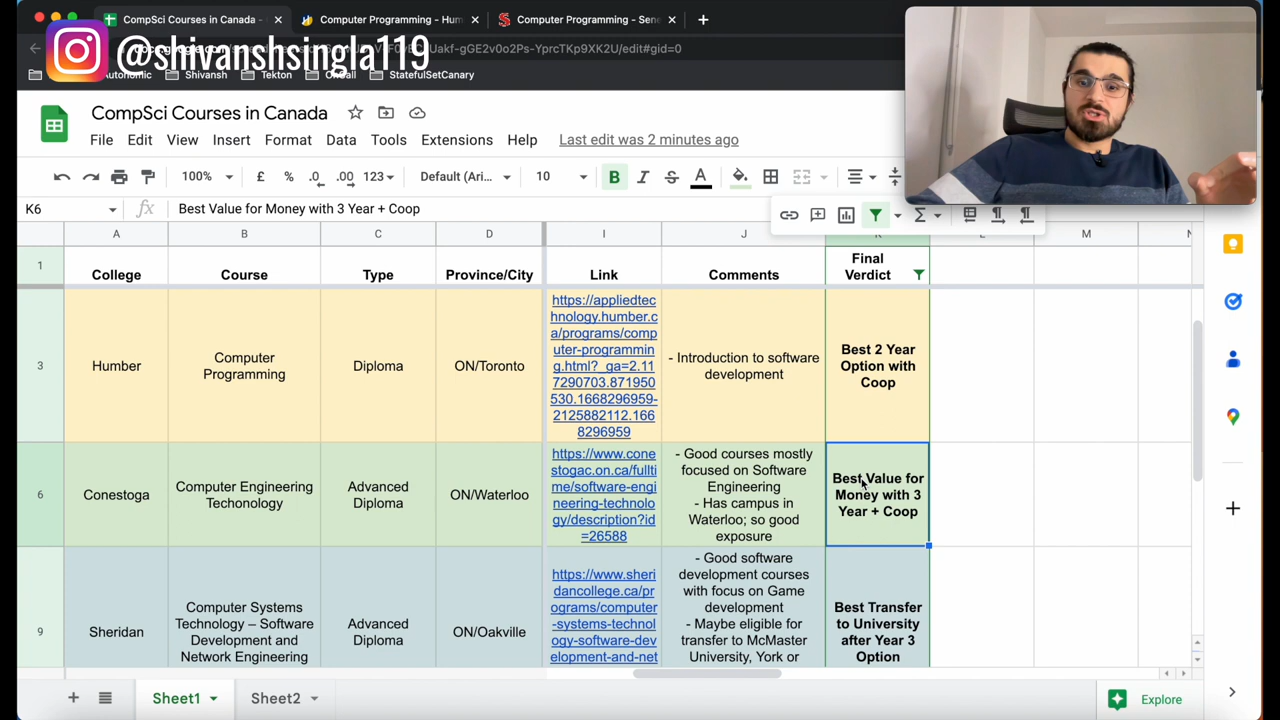 CompSci Courses in Canada -
Computer Programming - Hum
Computer Programming - Sene
@shivanshsingla119
Uakf-gGE2v0o2Ps-YprcTKp9XK2U/edit#gid=0
Shivansh
Tekton
StatefulSetCanary
CompSci Courses in Canada
File Edit View Insert Format Data Tools Extensions Help Last edit was 2 minutes ago
100% £ % .0 .00 123 Default (Ari... 10 B I S A
K6 fx Best Value for Money with 3 Year + Coop
A B C D I J K L M N
1
College
Course
Type
Province/City
Link
Comments
Final
Verdict
3
Humber
Computer
Programming
Diploma
ON/Toronto
https://appliedtec
hnology.humber.c
a/programs/comp
uter-programmin
g.html?_ga=2.11
7290703.871950
530.1668296959-
2125882112.166
8296959
- Introduction to software
development
Best 2 Year
Option with
Coop
6
Conestoga
Computer Engineering
Techonology
Advanced
Diploma
ON/Waterloo
https://www.cone
stogac.on.ca/fullti
me/software-engi
neering-technolo
gy/description?id
=26588
- Good courses mostly
focused on Software
Engineering
- Has campus in
Waterloo; so good
exposure
Best Value for
Money with 3
Year + Coop
9
Sheridan
Computer Systems
Technology – Software
Development and
Network Engineering
Advanced
Diploma
ON/Oakville
https://www.sheri
dancollege.ca/pr
ograms/computer
-systems-technol
ogy-software-dev
elopment-and-net
- Good software
development courses
with focus on Game
development
- Maybe eligible for
transfer to McMaster
University, York or
Best Transfer
to University
after Year 3
Option
Sheet1
Sheet2
Explore